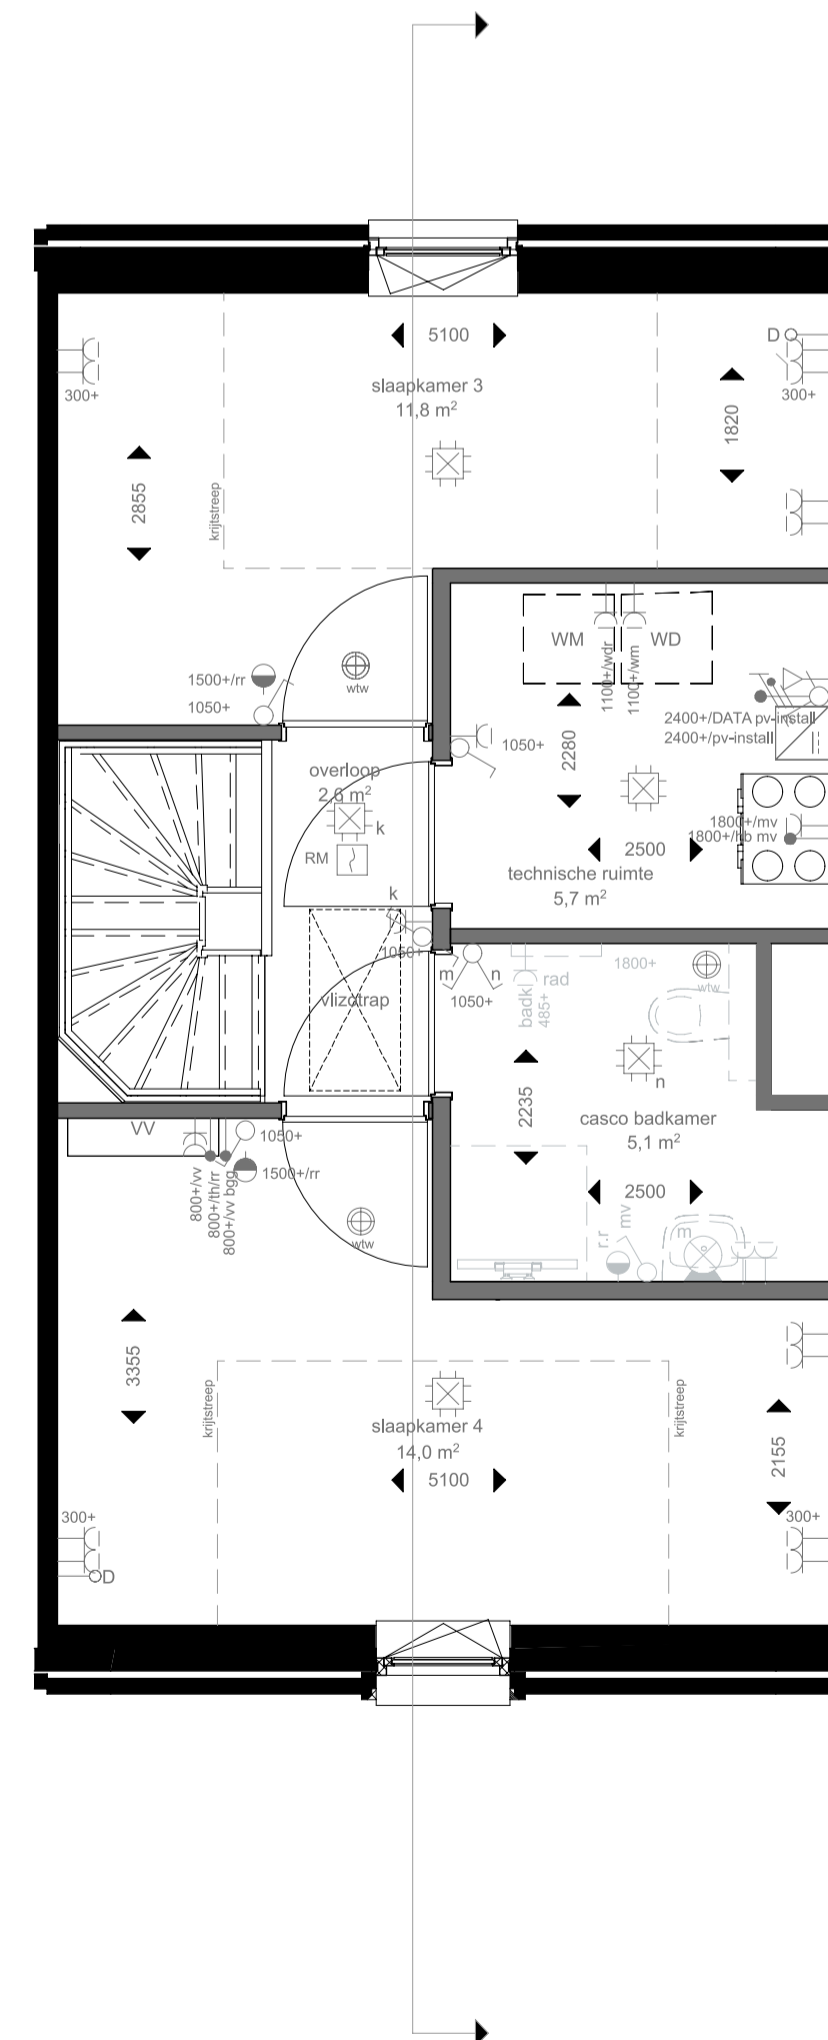 5100
D
slaapkamer 3
11,8 m²
300+
300+
1820
2855
krijtstreep
WM
WD
1500+/rr
wtw
1050+
1100+/wdr
1100+/wm
2400+/DATA pv-install
2400+/pv-install
1050+
2280
overloop
2,6 m²
k
RM
1800+/mv
1800+/hb mv
2500
technische ruimte
5,7 m²
k
1050+
m
n
1050+
vlizotrap
badk
rad
485+
1800+
wtw
n
2235
casco badkamer
5,1 m²
VV
1050+
1500+/rr
800+/vv
800+/th/rr
800+/vv bgg
2500
wtw
r.r
mv
m
3355
krijtstreep
krijtstreep
slaapkamer 4
14,0 m²
5100
2155
300+
300+
D